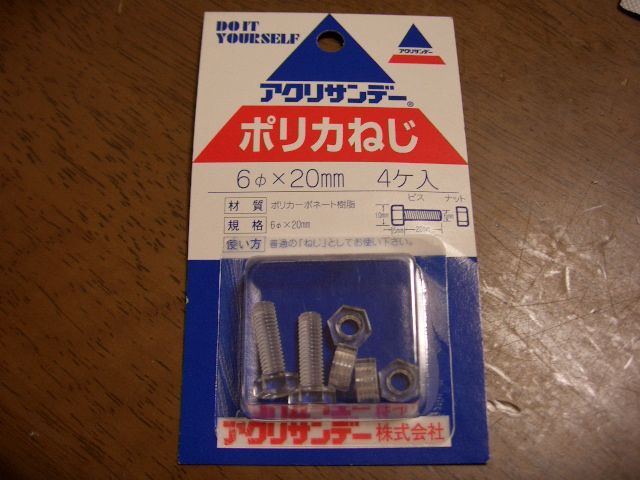 DO IT
YOURSELF
アクリサンデー
アクリサンデー®
ポリカねじ
6φ×20mm 4ケ入
材質 ポリカーボネート樹脂
ビス ナット
規格 6φ×20mm
10mm
20mm
使い方 普通の「ねじ」としてお使い下さい。
アクリサンデー株式会社